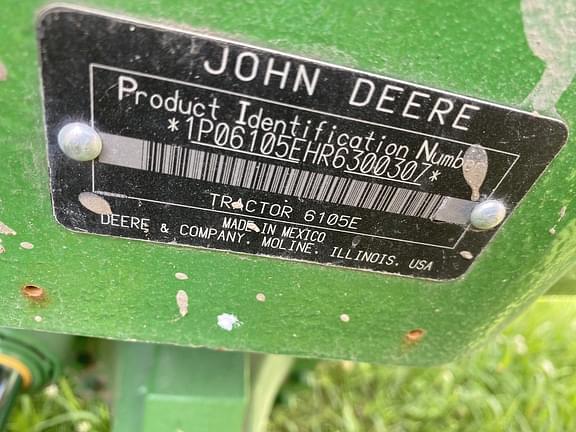 JOHN DEERE
Product Identification Number
*1P06105EHR6300307*
TRACTOR 6105E
MADE IN MEXICO
DEERE & COMPANY, MOLINE, ILLINOIS, USA